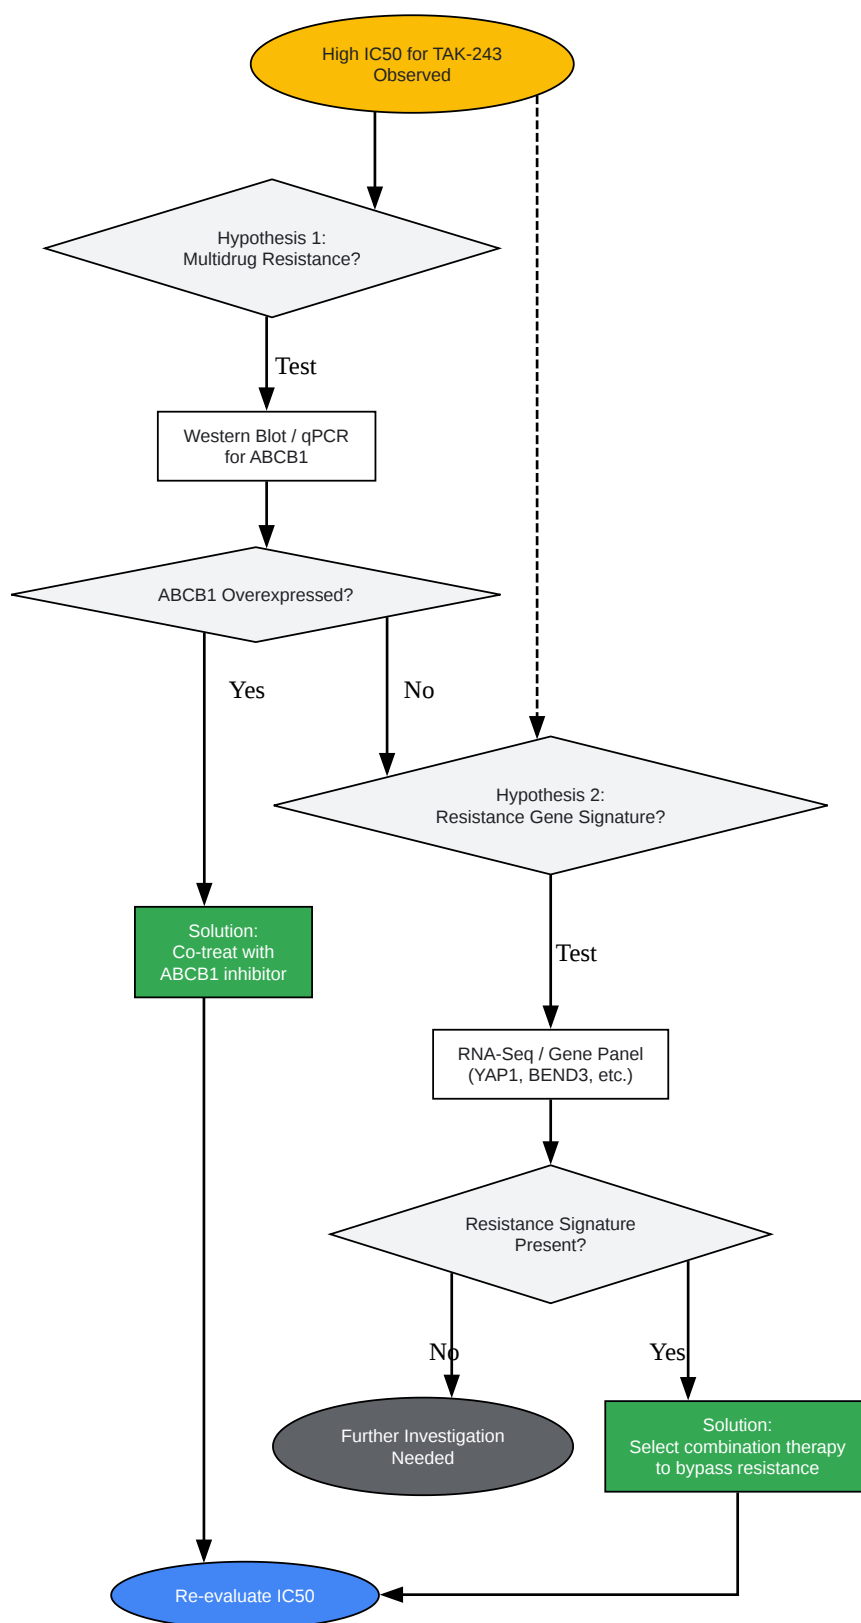 High IC50 for TAK-243
Observed
Hypothesis 1:
Multidrug Resistance?
Test
Western Blot / qPCR
for ABCB1
ABCB1 Overexpressed?
Yes
No
Hypothesis 2:
Resistance Gene Signature?
Solution:
Co-treat with
ABCB1 inhibitor
Test
RNA-Seq / Gene Panel
(YAP1, BEND3, etc.)
Resistance Signature
Present?
No
Yes
Further Investigation
Needed
Solution:
Select combination therapy
to bypass resistance
Re-evaluate IC50